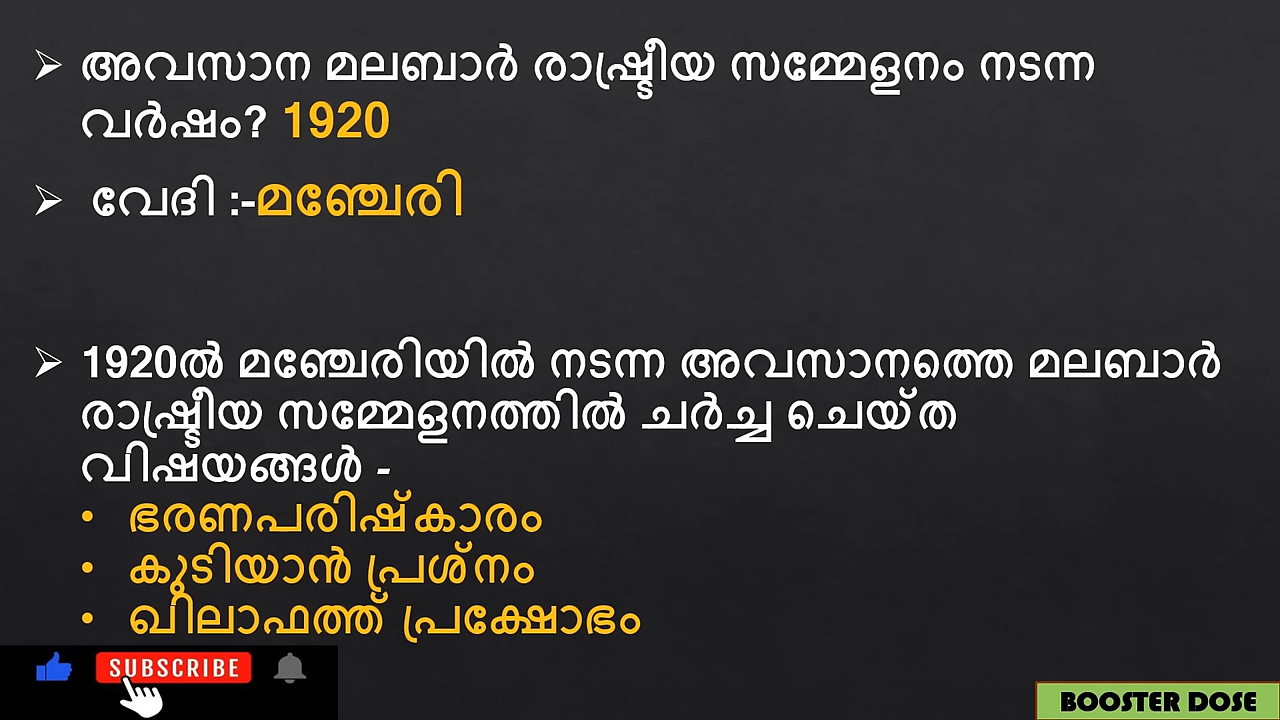 ➢ അവസാന മലബാർ രാഷ്ട്രീയ സമ്മേളനം നടന്ന
വർഷം? 1920
➢ വേദി :-മഞ്ചേരി
➢ 1920ൽ മഞ്ചേരിയിൽ നടന്ന അവസാനത്തെ മലബാർ
രാഷ്ട്രീയ സമ്മേളനത്തിൽ ചർച്ച ചെയ്ത
വിഷയങ്ങൾ -
• ഭരണപരിഷ്കാരം
• കുടിയാൻ പ്രശ്നം
• ഖിലാഫത്ത് പ്രക്ഷോഭം
SUBSCRIBE
BOOSTER DOSE